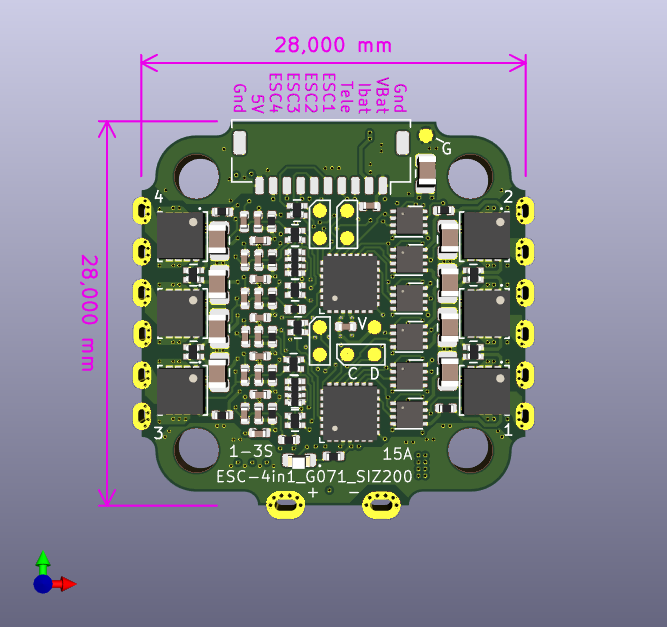 28,000 mm
Gnd
5V
ESC4
ESC3
ESC2
ESC1
Tele
Ibat
VBat
Gnd
G
4
2
28,000 mm
V
C D
3
1
1-3S
15A
ESC-4in1_G071_SIZ200
+ -